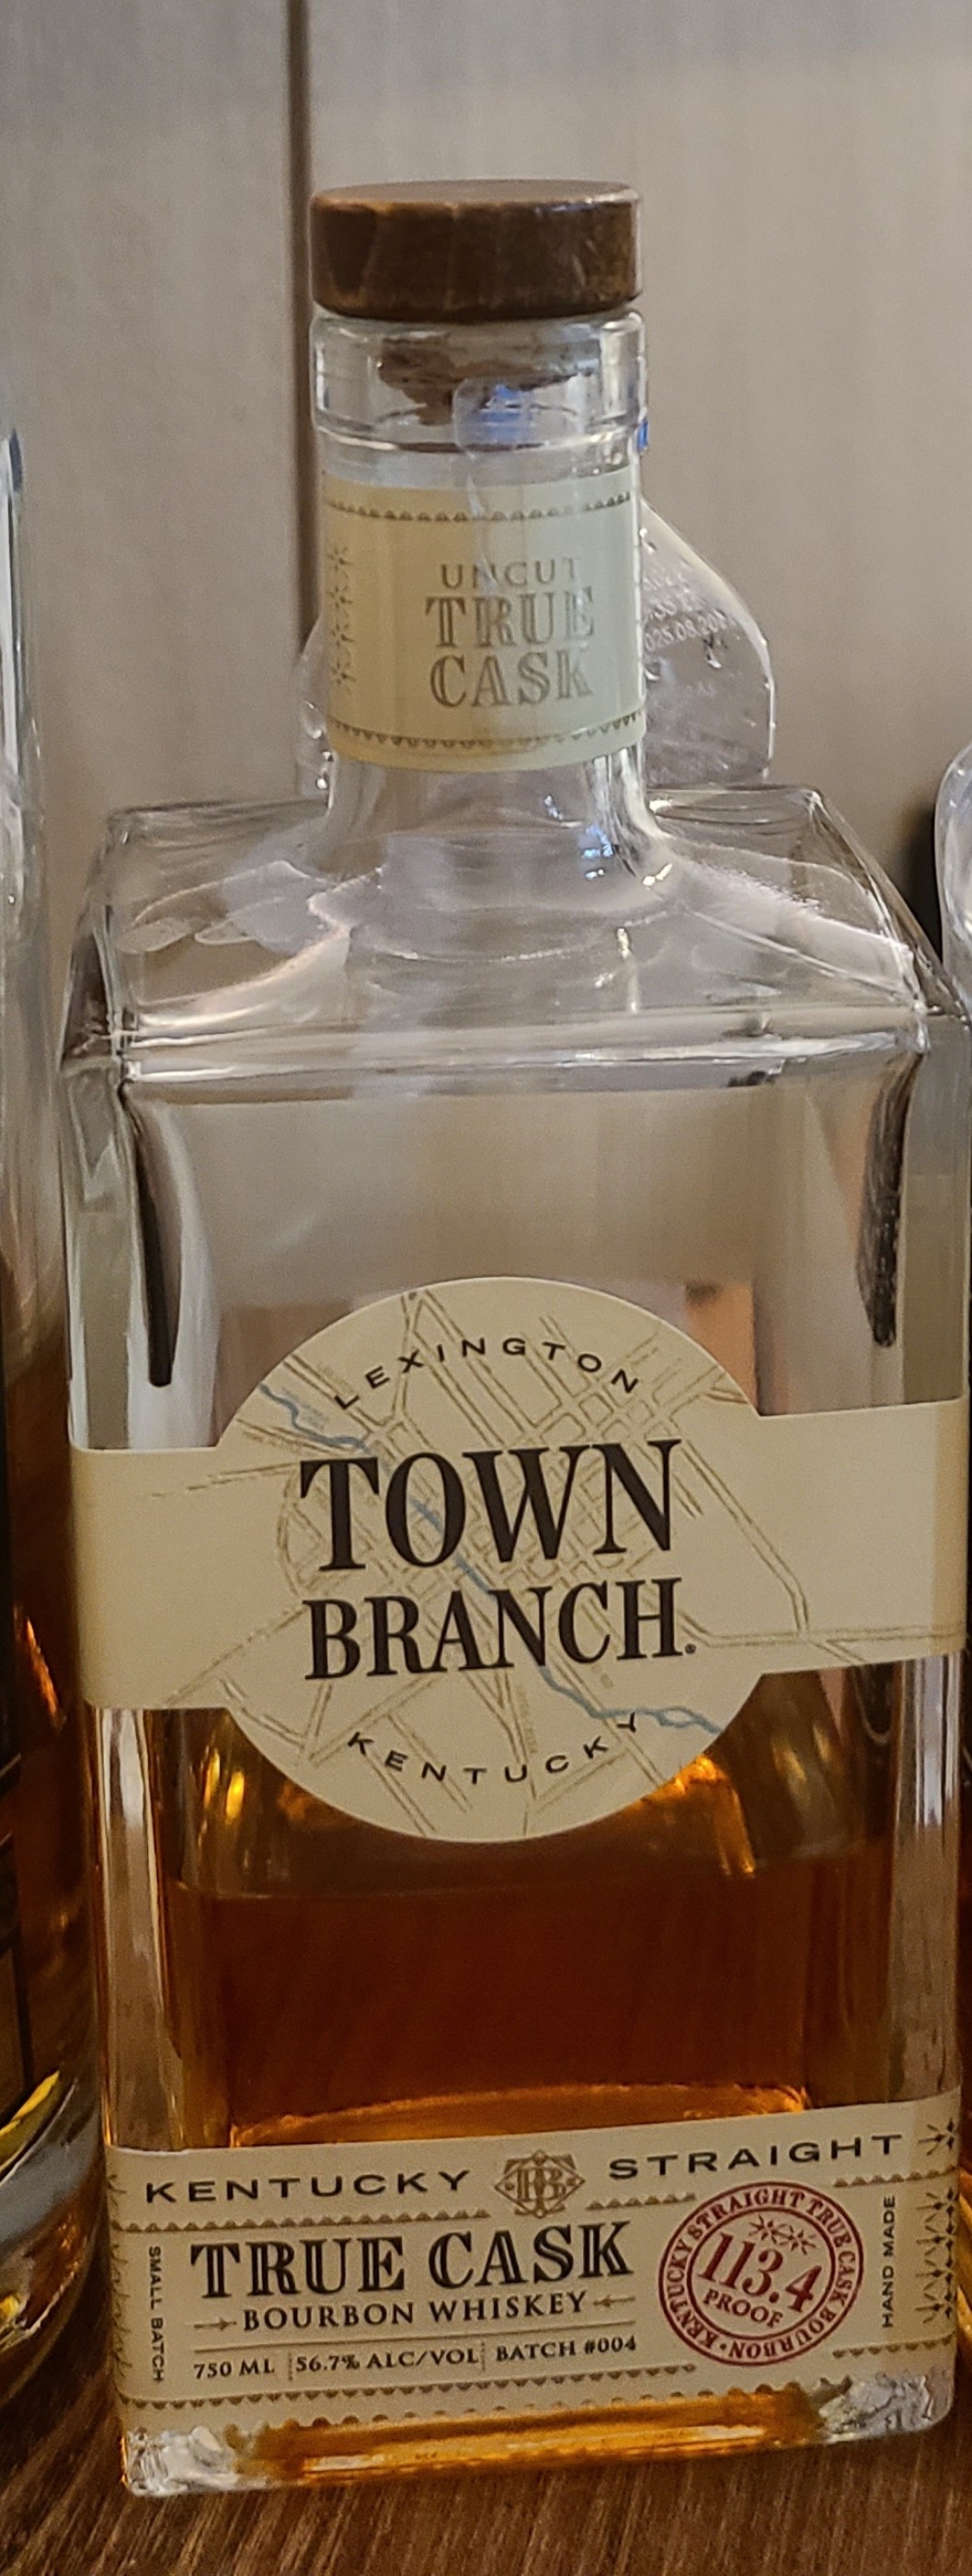 UNCUT
TRUE
CASK
LEXINGTON
TOWN
BRANCH®
KENTUCKY
KENTUCKY STRAIGHT
SMALL BATCH
TRUE CASK
BOURBON WHISKEY
750 ML 56.7% ALC/VOL BATCH #004
KENTUCKY STRAIGHT TRUE CASK BOURBON
113.4
PROOF
HAND MADE